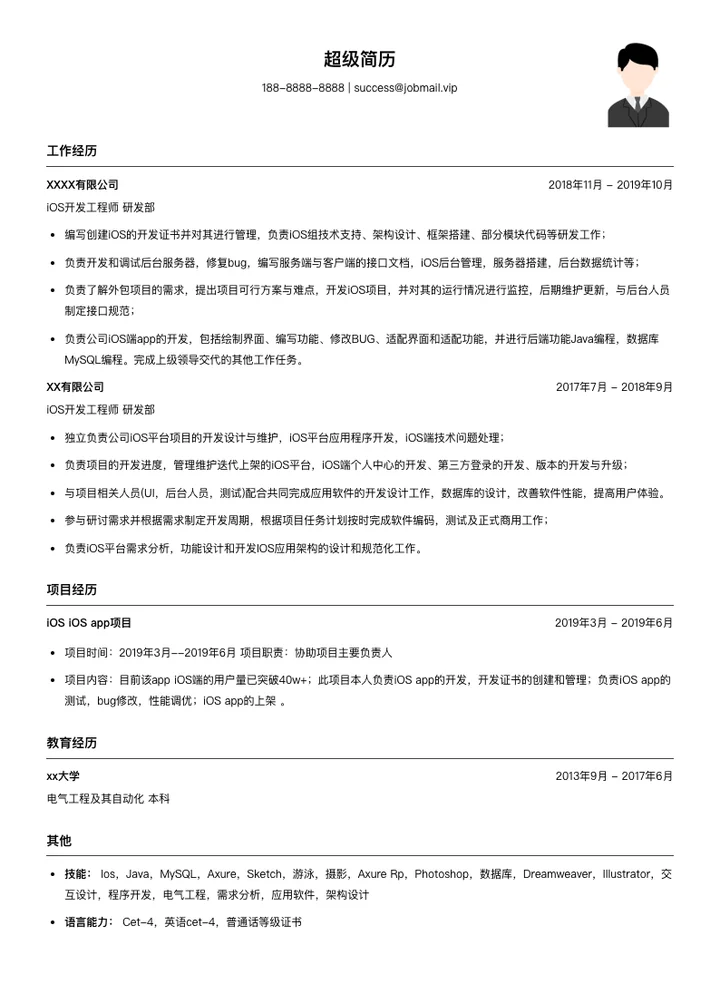 超级简历
188-8888-8888 | success@jobmail.vip
工作经历
XXXX有限公司 2018年11月 - 2019年10月
iOS开发工程师 研发部
• 编写创建iOS的开发证书并对其进行管理，负责iOS组技术支持、架构设计、框架搭建、部分模块代码等研发工作；
• 负责开发和调试后台服务器，修复bug，编写服务端与客户端的接口文档，iOS后台管理，服务器搭建，后台数据统计等；
• 负责了解外包项目的需求，提出项目可行方案与难点，开发iOS项目，并对其的运行情况进行监控，后期维护更新，与后台人员
制定接口规范；
• 负责公司iOS端app的开发，包括绘制界面、编写功能、修改BUG、适配界面和适配功能，并进行后端功能Java编程，数据库
MySQL编程。完成上级领导交代的其他工作任务。
XX有限公司 2017年7月 - 2018年9月
iOS开发工程师 研发部
• 独立负责公司iOS平台项目的开发设计与维护，iOS平台应用程序开发，iOS端技术问题处理；
• 负责项目的开发进度，管理维护迭代上架的iOS平台，iOS端个人中心的开发、第三方登录的开发、版本的开发与升级；
• 与项目相关人员(UI，后台人员，测试)配合共同完成应用软件的开发设计工作，数据库的设计，改善软件性能，提高用户体验。
• 参与研讨需求并根据需求制定开发周期，根据项目任务计划按时完成软件编码，测试及正式商用工作；
• 负责iOS平台需求分析，功能设计和开发IOS应用架构的设计和规范化工作。
项目经历
iOS iOS app项目 2019年3月 - 2019年6月
• 项目时间：2019年3月--2019年6月 项目职责：协助项目主要负责人
• 项目内容：目前该app iOS端的用户量已突破40w+；此项目本人负责iOS app的开发，开发证书的创建和管理；负责iOS app的
测试，bug修改，性能调优；iOS app的上架 。
教育经历
xx大学 2013年9月 - 2017年6月
电气工程及其自动化 本科
其他
• 技能： Ios，Java，MySQL，Axure，Sketch，游泳，摄影，Axure Rp，Photoshop，数据库，Dreamweaver，Illustrator，交
互设计，程序开发，电气工程，需求分析，应用软件，架构设计
• 语言能力： Cet-4，英语cet-4，普通话等级证书